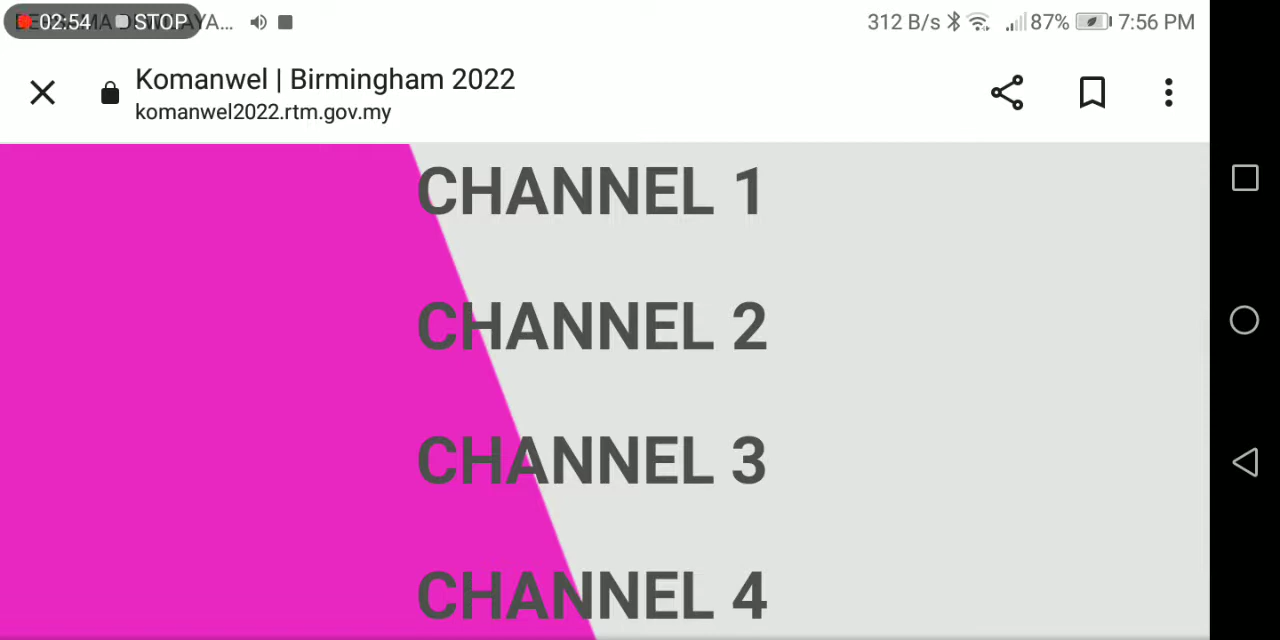 02:54 STOP
312 B/s 87% 7:56 PM
Komanwel | Birmingham 2022
komanwel2022.rtm.gov.my
CHANNEL 1
CHANNEL 2
CHANNEL 3
CHANNEL 4